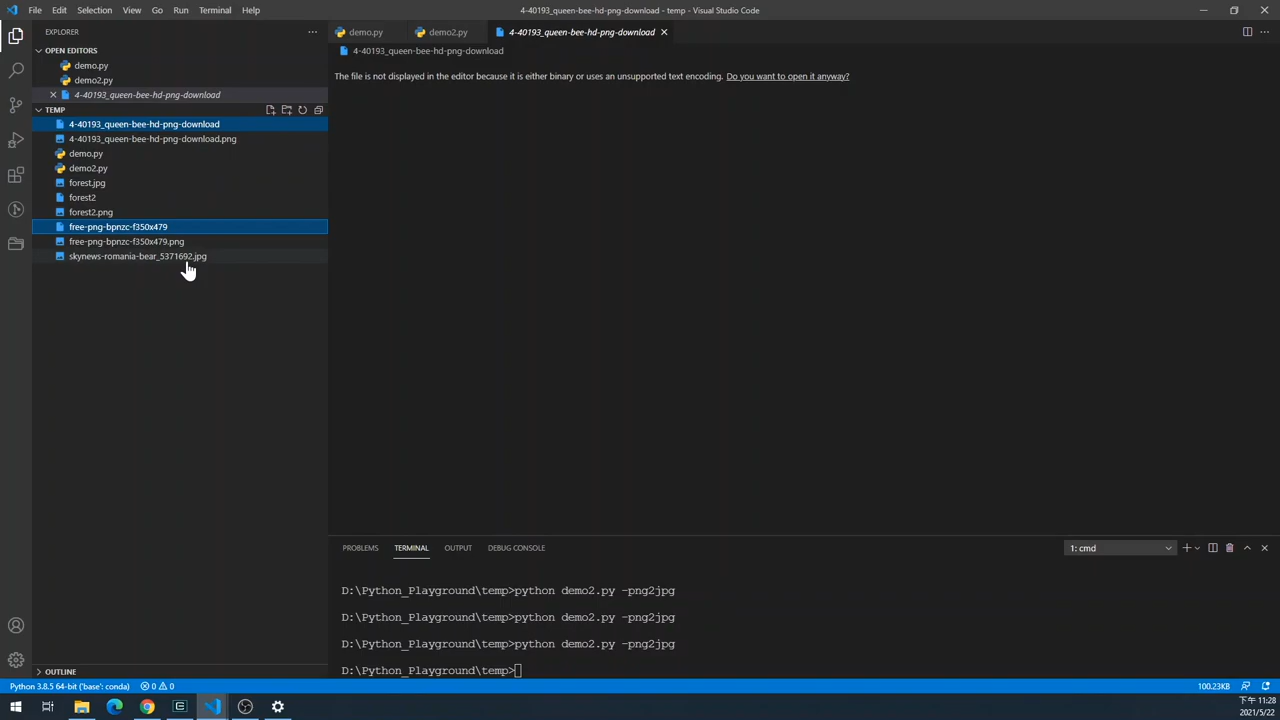 File Edit Selection View Go Run Terminal Help
4-40193_queen-bee-hd-png-download - temp - Visual Studio Code
EXPLORER
OPEN EDITORS
demo.py
demo2.py
4-40193_queen-bee-hd-png-download
TEMP
4-40193_queen-bee-hd-png-download
4-40193_queen-bee-hd-png-download.png
demo.py
demo2.py
forest.jpg
forest2
forest2.png
free-png-bpnzc-f350x479
free-png-bpnzc-f350x479.png
skynews-romania-bear_5371692.jpg
OUTLINE
demo.py
demo2.py
4-40193_queen-bee-hd-png-download
4-40193_queen-bee-hd-png-download
The file is not displayed in the editor because it is either binary or uses an unsupported text encoding. Do you want to open it anyway?
PROBLEMS TERMINAL OUTPUT DEBUG CONSOLE
1: cmd
D:\Python_Playground\temp>python demo2.py -png2jpg
D:\Python_Playground\temp>python demo2.py -png2jpg
D:\Python_Playground\temp>python demo2.py -png2jpg
D:\Python_Playground\temp>
Python 3.8.5 64-bit ('base': conda) 0 0
100.23KB
下午 11:28
2021/5/22